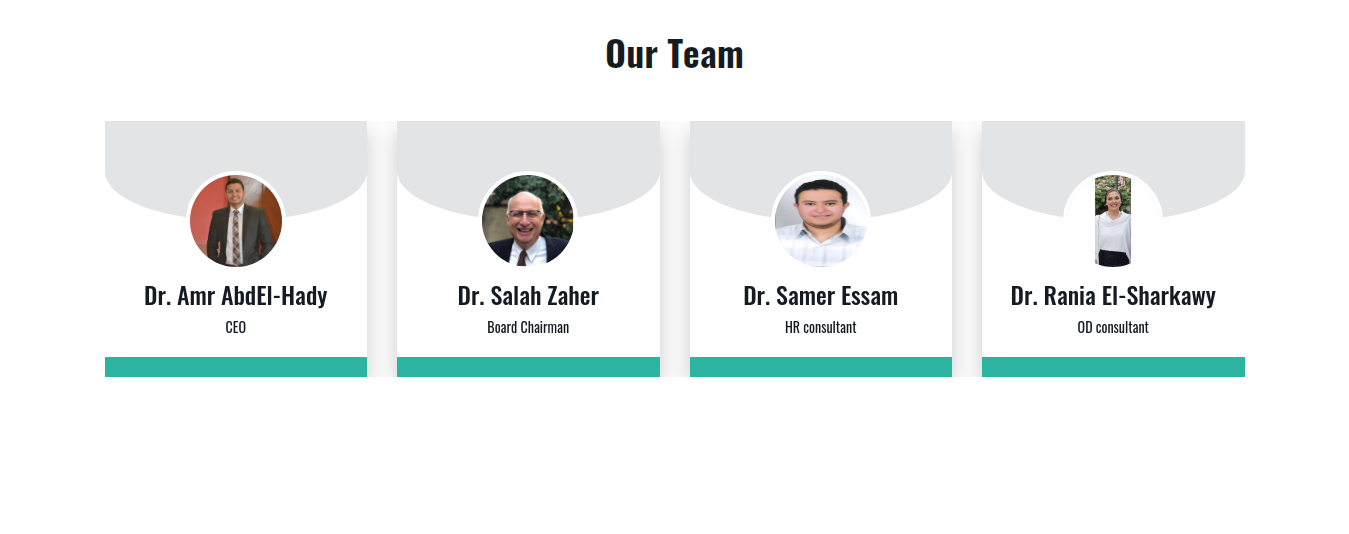 Our Team
Dr. Amr AbdEl-Hady
CEO
Dr. Salah Zaher
Board Chairman
Dr. Samer Essam
HR consultant
Dr. Rania El-Sharkawy
OD consultant